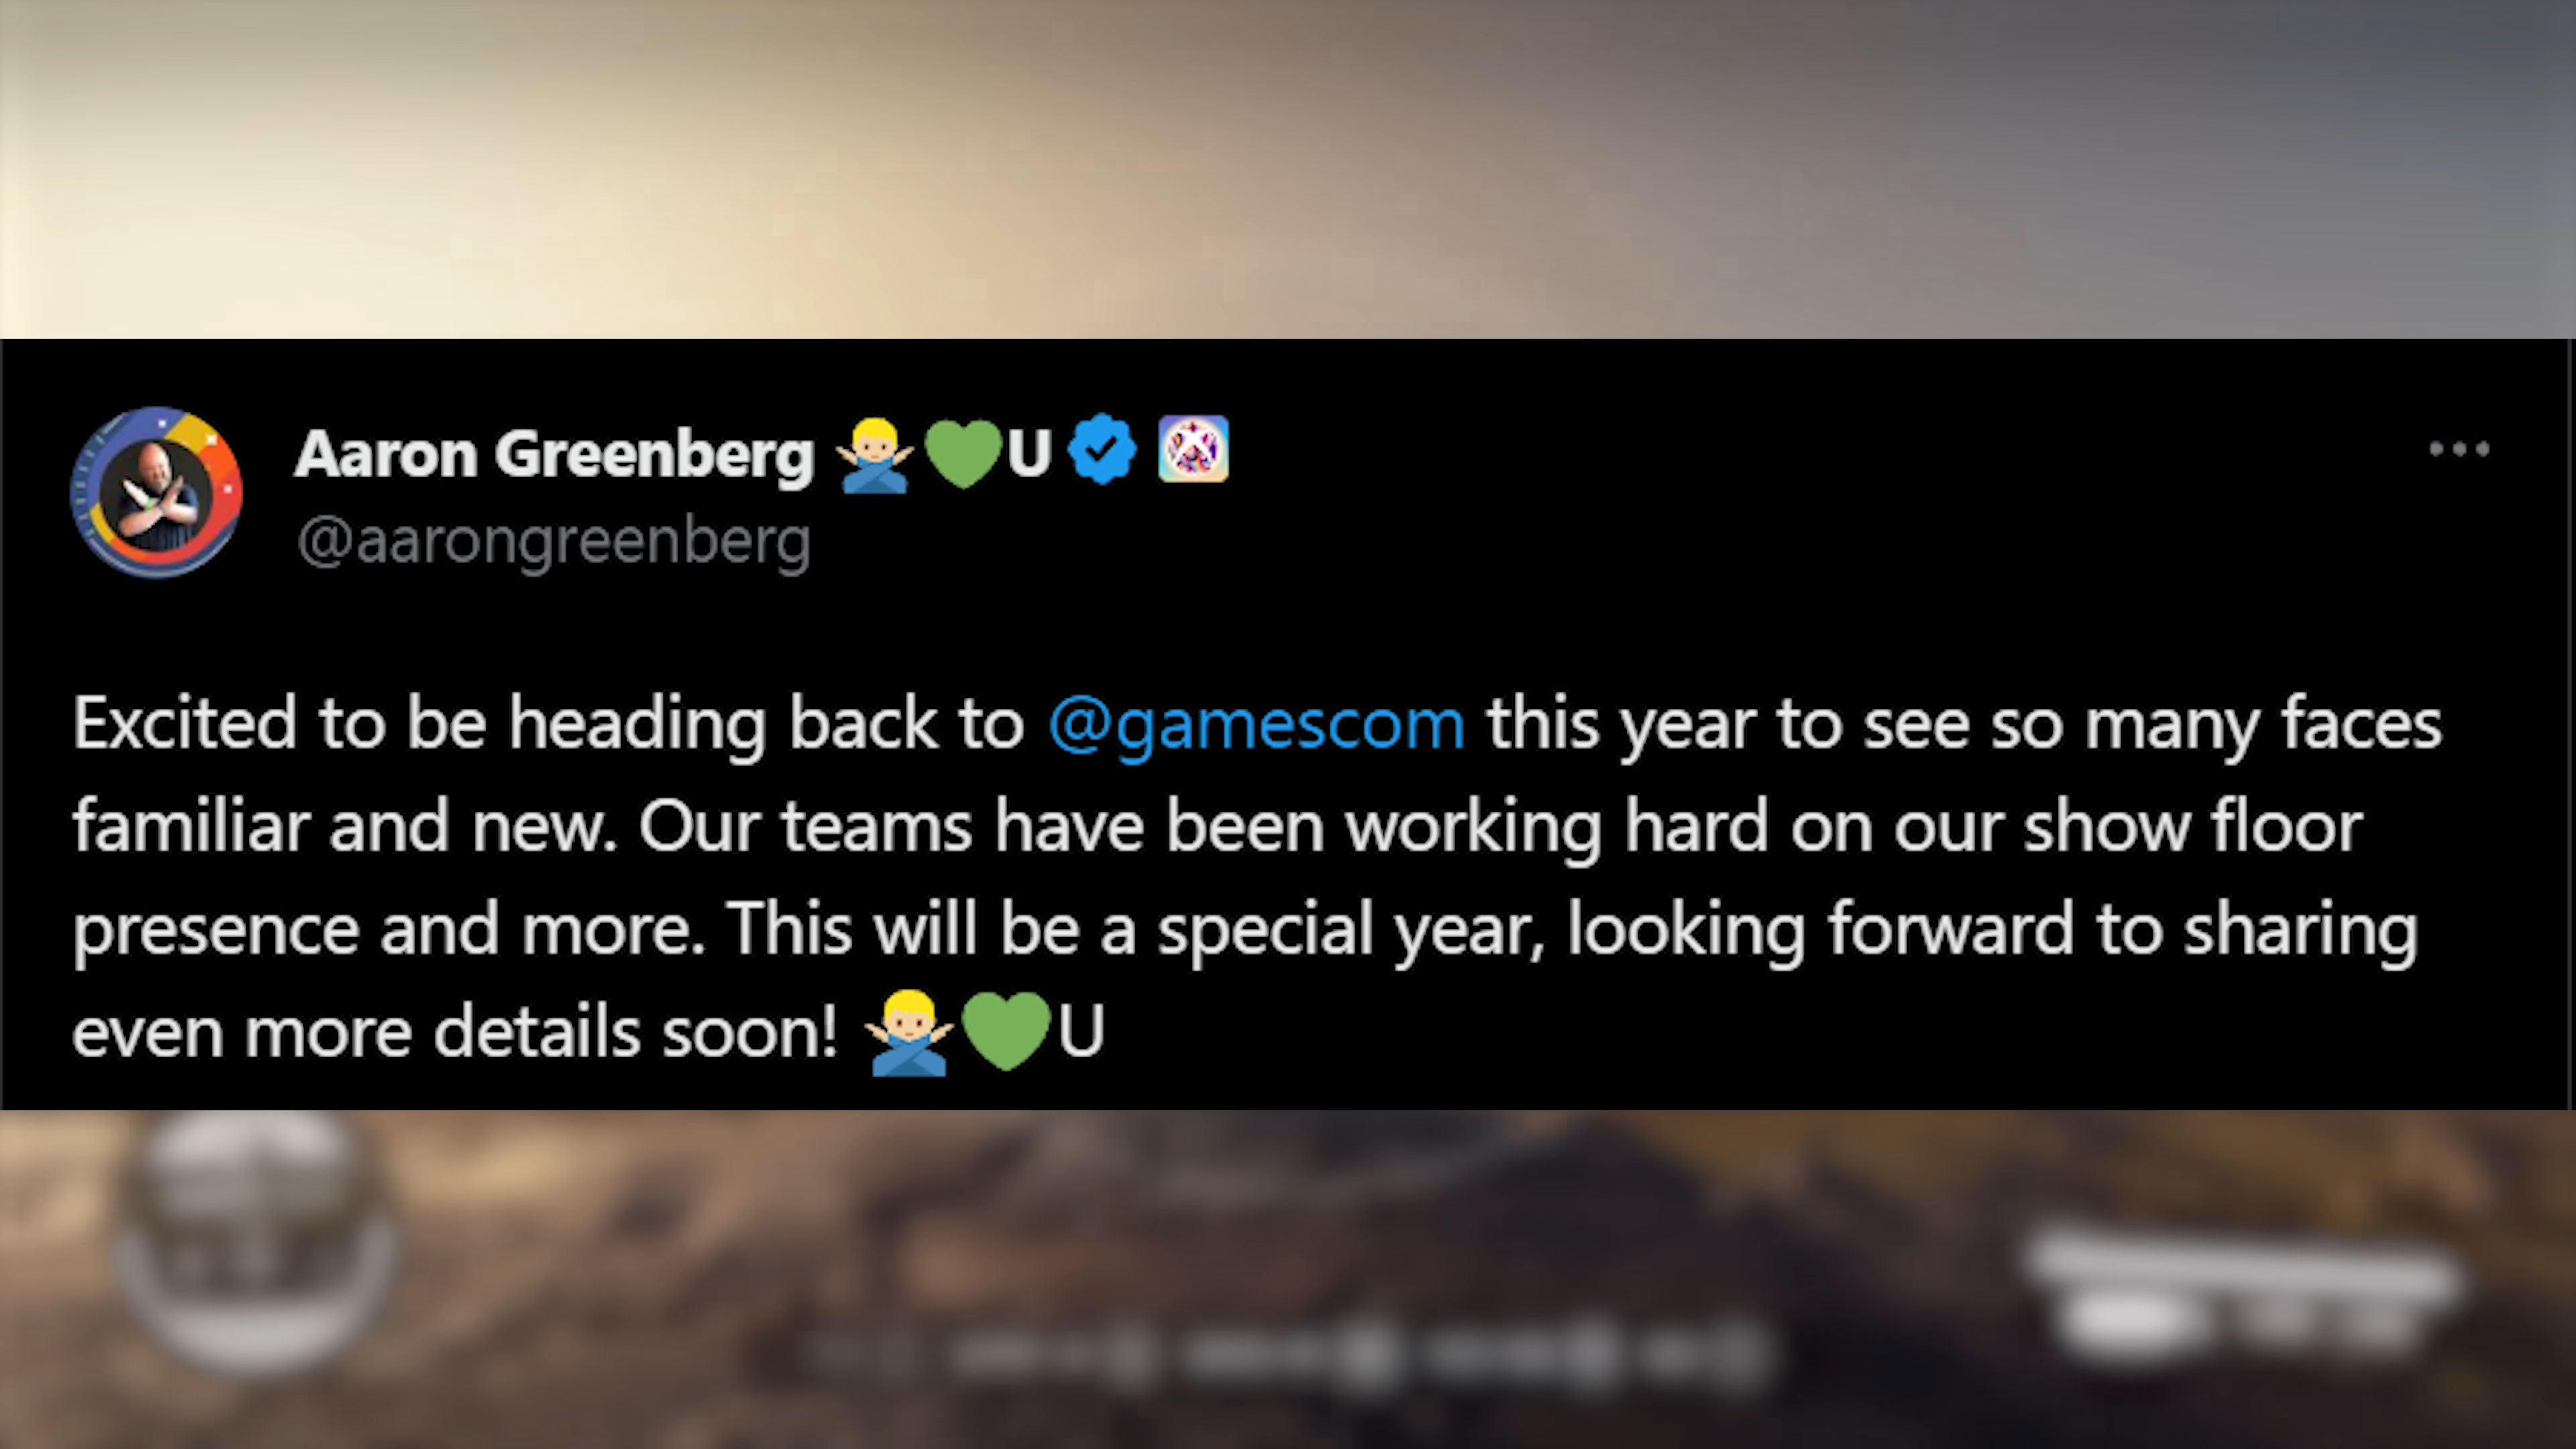 Aaron Greenberg 🙅🏼‍♂️💚U
@aarongreenberg
Excited to be heading back to @gamescom this year to see so many faces
familiar and new. Our teams have been working hard on our show floor
presence and more. This will be a special year, looking forward to sharing
even more details soon! 🙅🏼‍♂️💚U